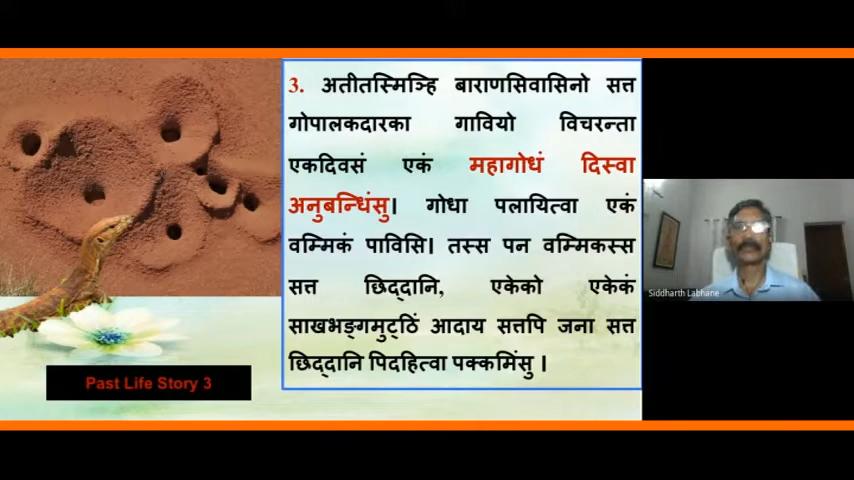 3. अतीतस्मिञ्हि बाराणसिवासिनो सत्त
गोपालकदारका गावियो विचरन्ता
एकदिवसं एकं महागोधं दिस्वा
अनुबन्धिंसु। गोधा पलायित्वा एकं
वम्मिकं पाविसि। तस्स पन वम्मिकस्स
सत्त छिद्दानि, एकेको एकेकं
साखभङ्गमुट्ठिं आदाय सत्तपि जना सत्त
छिद्दानि पिदहित्वा पक्कमिंसु ।
Past Life Story 3
Siddharth Labhane